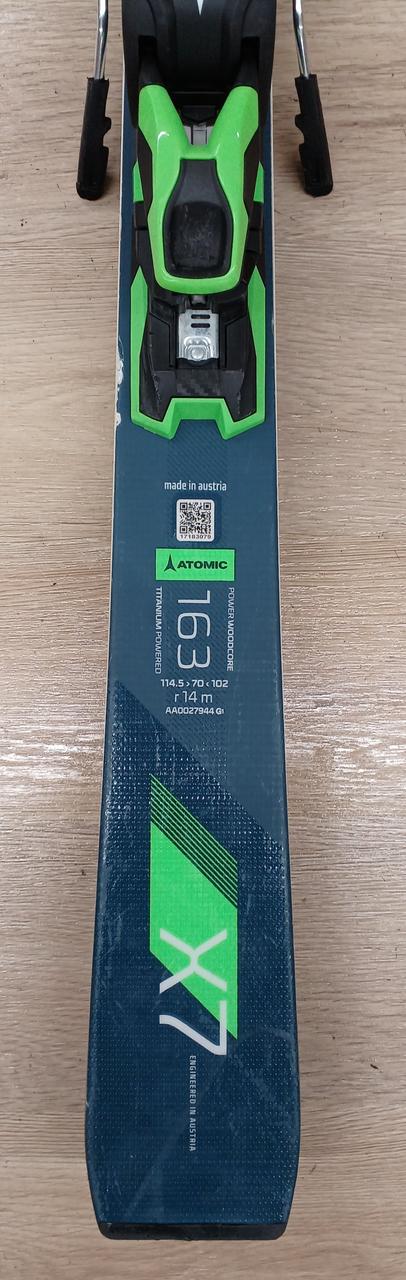 made in austria
17183079
ATOMIC
TITANIUM POWERED
163
POWER WOODCORE
114.5 > 70 < 102
r 14 m
AA0027944 G1
X7
ENGINEERED IN AUSTRIA